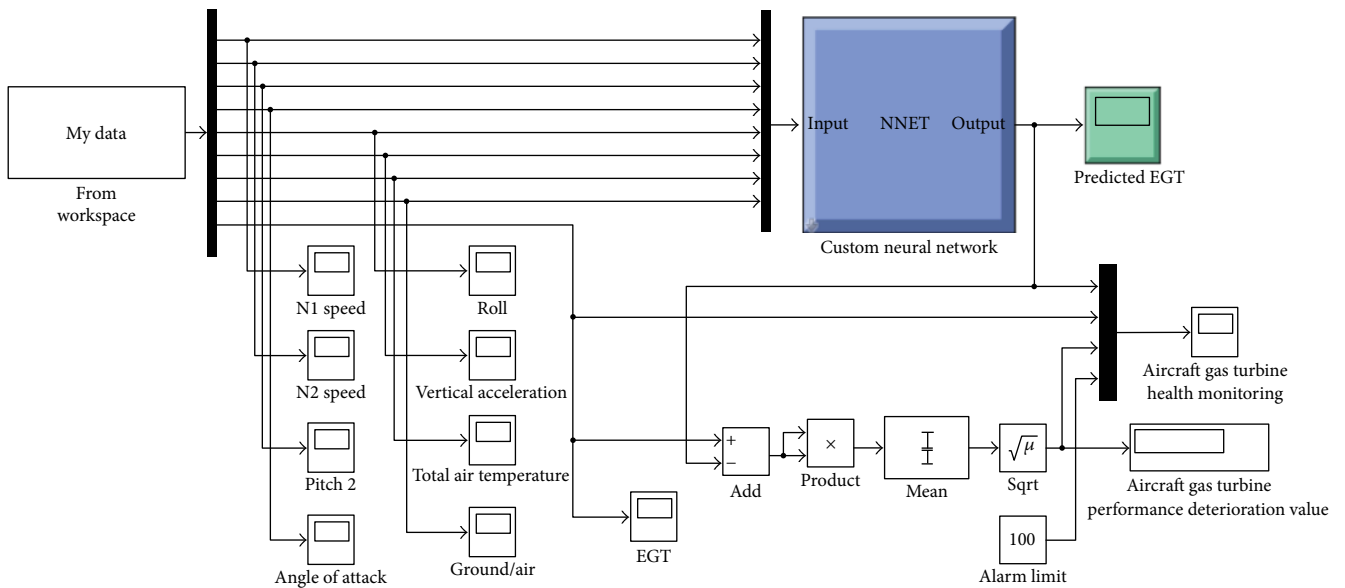 My data
From
workspace
Input
NNET
Output
Custom neural network
Predicted EGT
N1 speed
Roll
N2 speed
Vertical acceleration
Pitch 2
Total air temperature
Angle of attack
Ground/air
EGT
+
−
Add
×
Product
Mean
√μ
Sqrt
100
Alarm limit
Aircraft gas turbine
health monitoring
Aircraft gas turbine
performance deterioration value